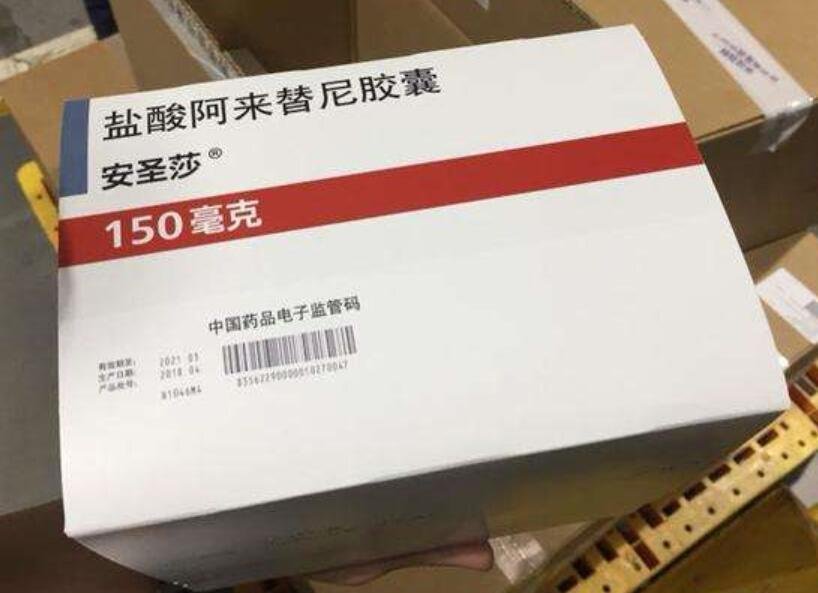 盐酸阿来替尼胶囊
安圣莎®
150毫克
中国药品电子监管码
有效期至: 2021 03
生产日期: 2018 04
产品批号: B1046M4
83562290000010270047